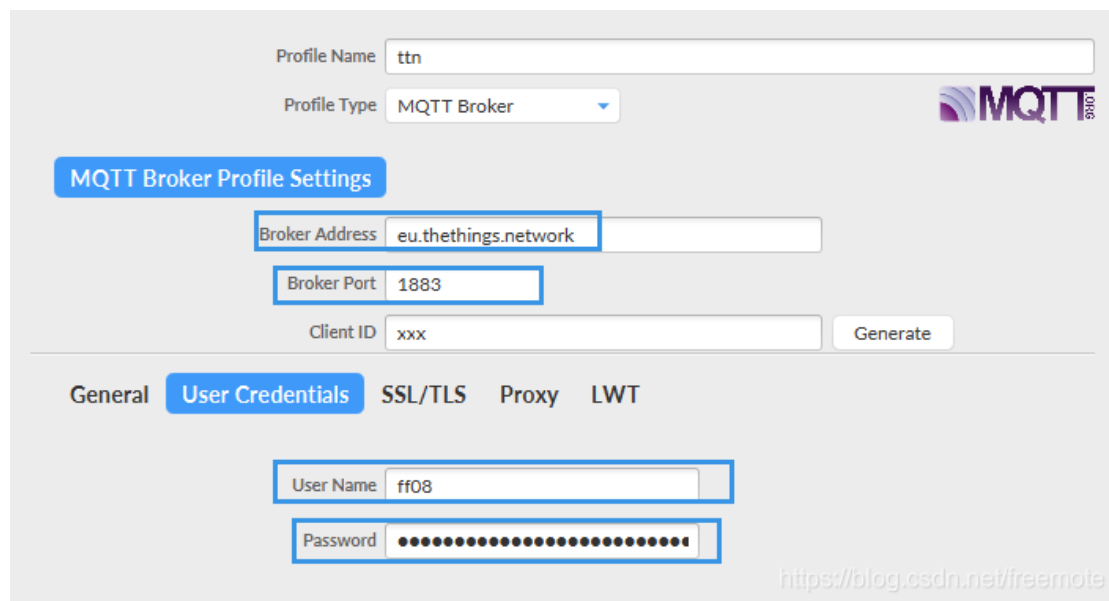 Profile Name ttn
Profile Type MQTT Broker
MQTT.ORG
MQTT Broker Profile Settings
Broker Address eu.thethings.network
Broker Port 1883
Client ID xxx Generate
General User Credentials SSL/TLS Proxy LWT
User Name ff08
Password ●●●●●●●●●●●●●●●●●●●●●●●●●●
https://blog.csdn.net/freemote